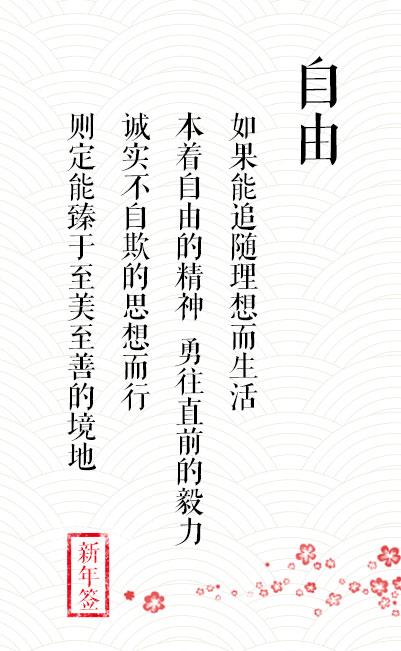 自由
如果能追随理想而生活
本着自由的精神 勇往直前的毅力
诚实不自欺的思想而行
则定能臻于至美至善的境地
新年签